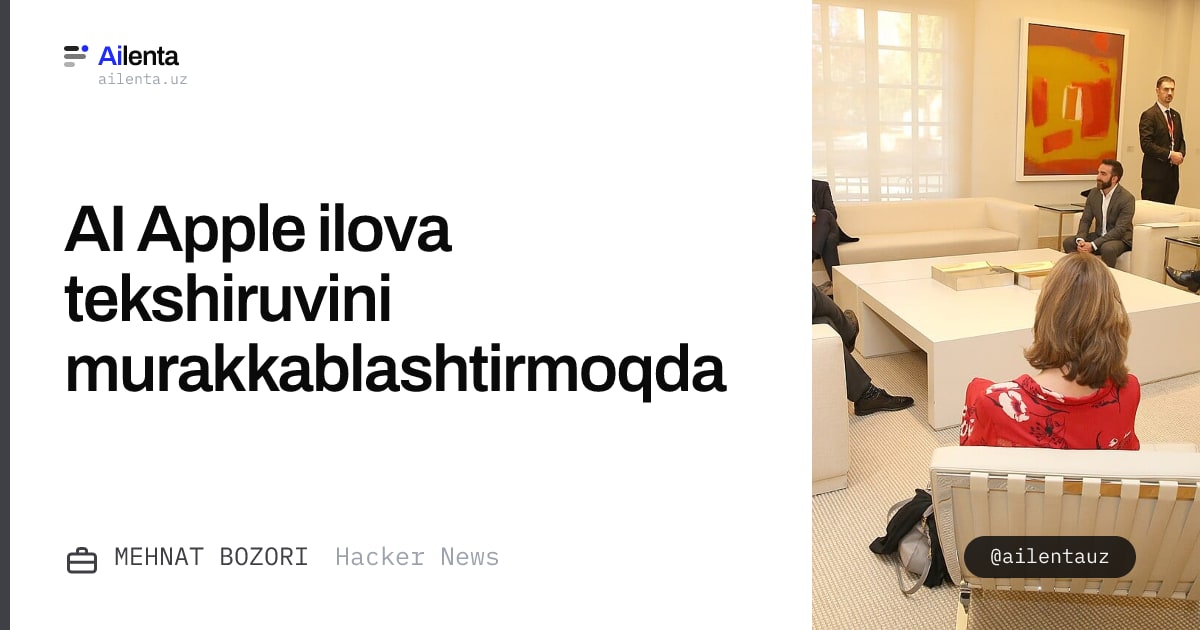 Ailenta
ailenta.uz
AI Apple ilova
tekshiruvini
murakkablashtirmoqda
MEHNAT BOZORI Hacker News
@ailentauz